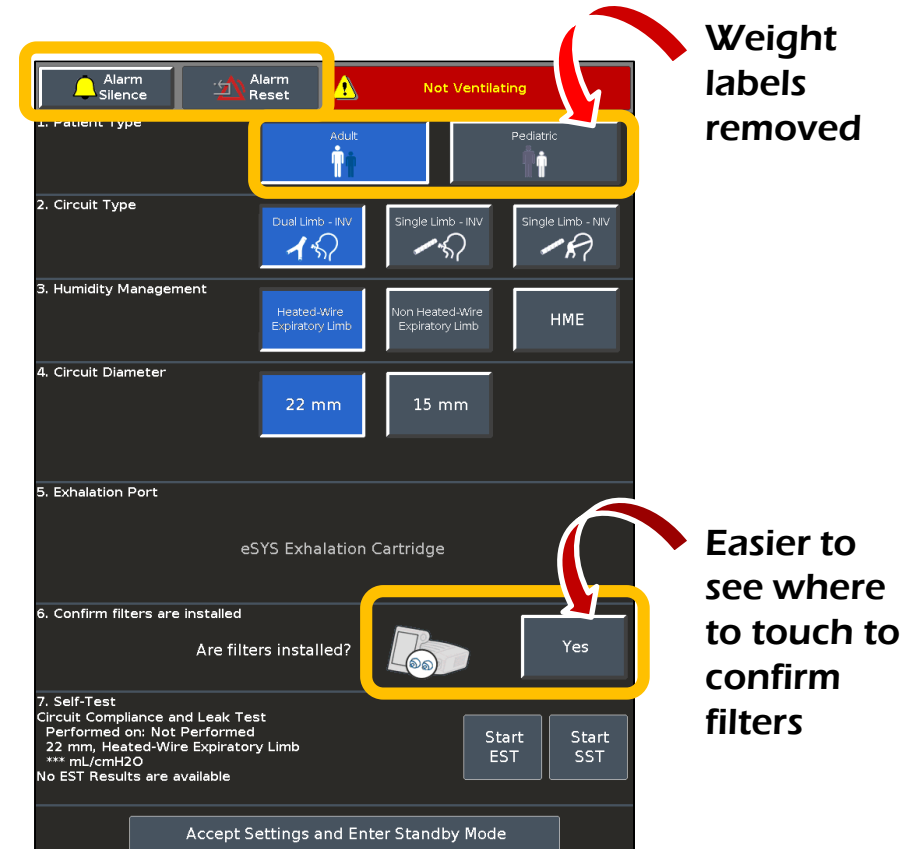 Weight
labels
removed
Alarm
Silence
Alarm
Reset
Not Ventilating
1. Patient Type
Adult
Pediatric
2. Circuit Type
Dual Limb - INV
Single Limb - INV
Single Limb - NIV
3. Humidity Management
Heated-Wire
Expiratory Limb
Non Heated-Wire
Expiratory Limb
HME
4. Circuit Diameter
22 mm
15 mm
5. Exhalation Port
eSYS Exhalation Cartridge
Easier to
see where
to touch to
confirm
filters
6. Confirm filters are installed
Are filters installed?
Yes
7. Self-Test
Circuit Compliance and Leak Test
Performed on: Not Performed
22 mm, Heated-Wire Expiratory Limb
*** mL/cmH2O
No EST Results are available
Start
EST
Start
SST
Accept Settings and Enter Standby Mode